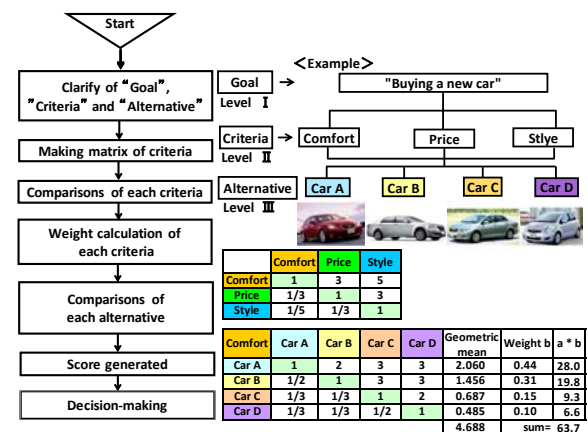 Start
Clarify of "Goal",
"Criteria" and "Alternative"
Making matrix of criteria
Comparisons of each criteria
Weight calculation of
each criteria
Comparisons
of each alternative
Score generated
Decision-making
<Example>
Goal
Level Ⅰ
"Buying a new car"
Criteria
Level Ⅱ
Comfort Price Stlye
Alternative
Level Ⅲ
Car A Car B Car C Car D
Comfort Price Style
Comfort 1 3 5
Price 1/3 1 3
Style 1/5 1/3 1
Comfort Car A Car B Car C Car D Geometric mean Weight b a * b
Car A 1 2 3 3 2.060 0.44 28.0
Car B 1/2 1 3 3 1.456 0.31 19.8
Car C 1/3 1/3 1 2 0.687 0.15 9.3
Car D 1/3 1/3 1/2 1 0.485 0.10 6.6
4.688 sum= 63.7